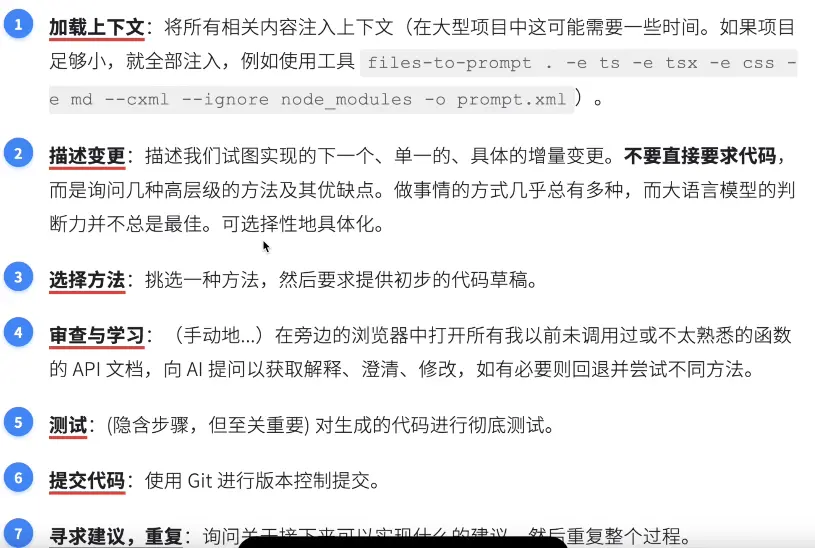 1 加载上下文：将所有相关内容注入上下文（在大型项目中这可能需要一些时间。如果项目
足够小，就全部注入，例如使用工具 files-to-prompt . -e ts -e tsx -e css -
e md --cxml --ignore node_modules -o prompt.xml ）。
2 描述变更：描述我们试图实现的下一个、单一的、具体的增量变更。不要直接要求代码，
而是询问几种高层级的方法及其优缺点。做事情的方式几乎总有多种，而大语言模型的判
断力并不总是最佳。可选择性地具体化。
3 选择方法：挑选一种方法，然后要求提供初步的代码草稿。
4 审查与学习：（手动地...）在旁边的浏览器中打开所有我以前未调用过或不太熟悉的函数
的 API 文档，向 AI 提问以获取解释、澄清、修改，如有必要则回退并尝试不同方法。
5 测试：(隐含步骤，但至关重要) 对生成的代码进行彻底测试。
6 提交代码：使用 Git 进行版本控制提交。
7 寻求建议，重复：询问关于接下来可以实现什么的建议，然后重复整个过程。